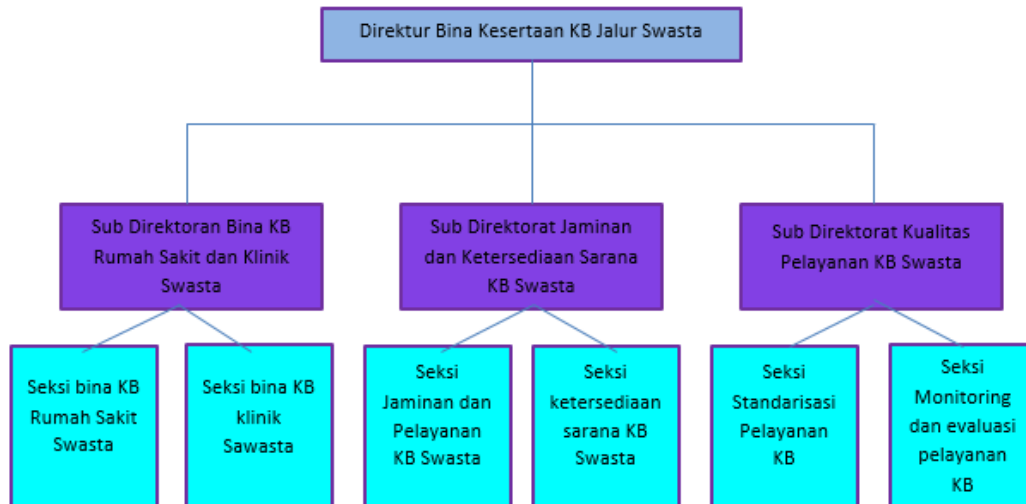 Direktur Bina Kesertaan KB Jalur Swasta
Sub Direktoran Bina KB
Rumah Sakit dan Klinik
Swasta
Sub Direktorat Jaminan
dan Ketersediaan Sarana
KB Swasta
Sub Direktorat Kualitas
Pelayanan KB Swasta
Seksi bina KB
Rumah Sakit
Swasta
Seksi bina KB
klinik
Sawasta
Seksi
Jaminan dan
Pelayanan
KB Swasta
Seksi
ketersediaan
sarana KB
Swasta
Seksi
Standarisasi
Pelayanan
KB
Seksi
Monitoring
dan evaluasi
pelayanan
KB